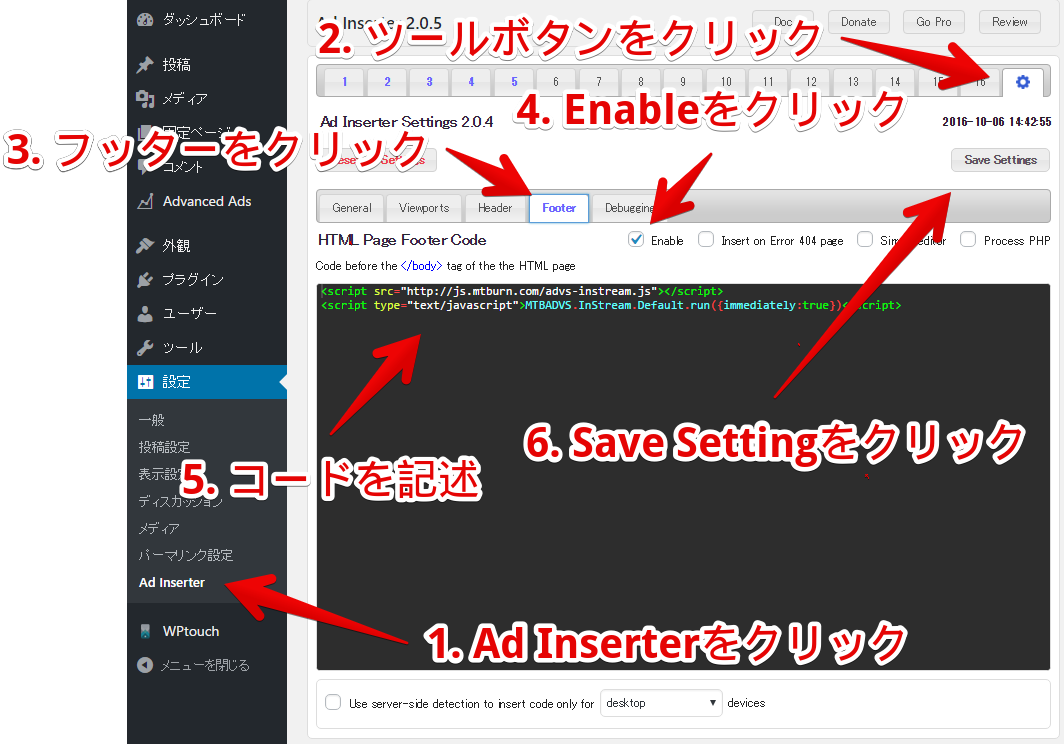 ダッシュボード
投稿
メディア
固定ページ
コメント
Advanced Ads
外観
プラグイン
ユーザー
ツール
設定
一般
投稿設定
表示設定
ディスカッション
メディア
パーマリンク設定
Ad Inserter
WPtouch
メニューを閉じる
Ad Inserter 2.0.5
Doc
Donate
Go Pro
Review
2. ツールボタンをクリック
1 2 3 4 5 6 7 8 9 10 11 12 13 14 15 16
4. Enableをクリック
Ad Inserter Settings 2.0.4
2016-10-06 14:42:55
3. フッターをクリック
Save Settings
General
Viewports
Header
Footer
Debugging
HTML Page Footer Code
Enable
Insert on Error 404 page
editor
Process PHP
Code before the </body> tag of the the HTML page
<script src="http://js.mtburn.com/advs-instream.js"></script>
<script type="text/javascript">MTBADVS.InStream.Default.run({immediately:true})</script>
6. Save Settingをクリック
5. コードを記述
1. Ad Inserterをクリック
Use server-side detection to insert code only for desktop devices